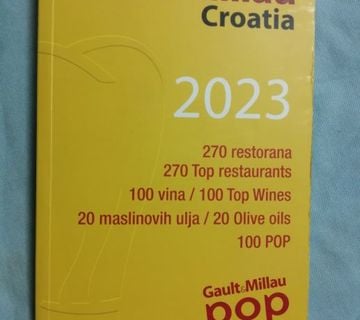 Croatia
2023
270 restorana
270 Top restaurants
100 vina / 100 Top Wines
20 maslinovih ulja / 20 Olive oils
100 POP
Gault&Millau
pop